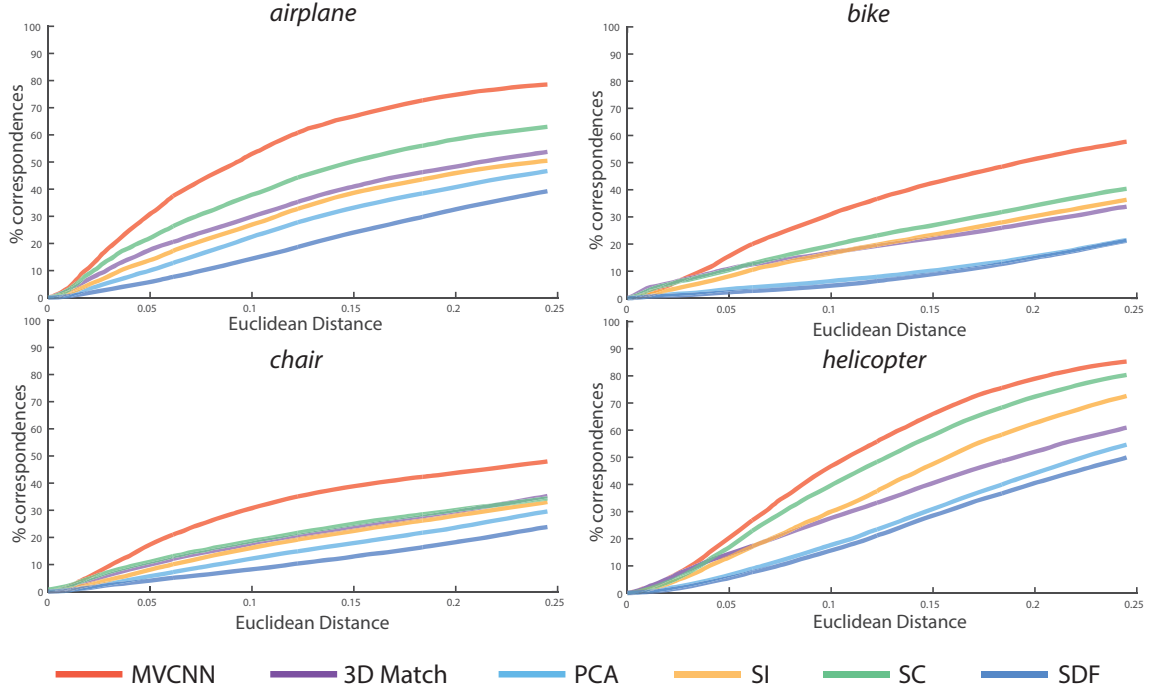 airplane
% correspondences
100
90
80
70
60
50
40
30
20
10
0
0 0.05 0.1 0.15 0.2 0.25
Euclidean Distance
bike
% correspondences
100
90
80
70
60
50
40
30
20
10
0
0 0.05 0.1 0.15 0.2 0.25
Euclidean Distance
chair
% correspondences
100
90
80
70
60
50
40
30
20
10
0
0 0.05 0.1 0.15 0.2 0.25
Euclidean Distance
helicopter
% correspondences
100
90
80
70
60
50
40
30
20
10
0
0 0.05 0.1 0.15 0.2 0.25
Euclidean Distance
MVCNN 3D Match PCA SI SC SDF